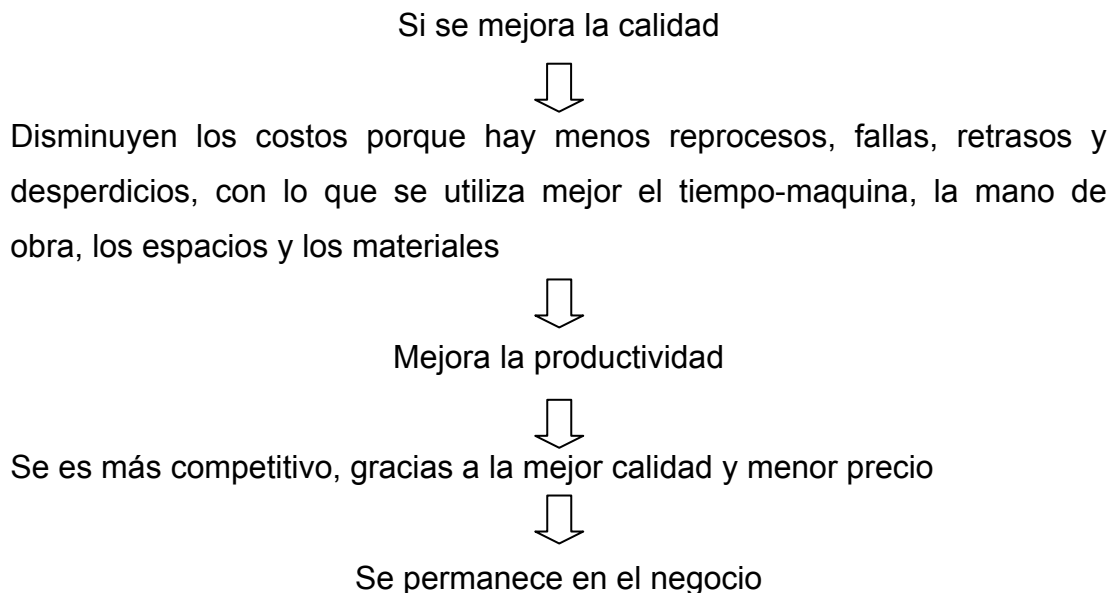 Si se mejora la calidad
Disminuyen los costos porque hay menos reprocesos, fallas, retrasos y
desperdicios, con lo que se utiliza mejor el tiempo-maquina, la mano de
obra, los espacios y los materiales
Mejora la productividad
Se es más competitivo, gracias a la mejor calidad y menor precio
Se permanece en el negocio